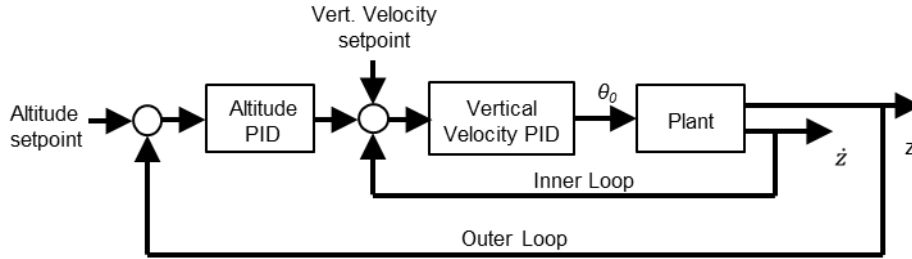 Vert. Velocity
setpoint
Altitude
setpoint
Altitude
PID
Vertical
Velocity PID
θ₀
Plant
ż
z
Inner Loop
Outer Loop